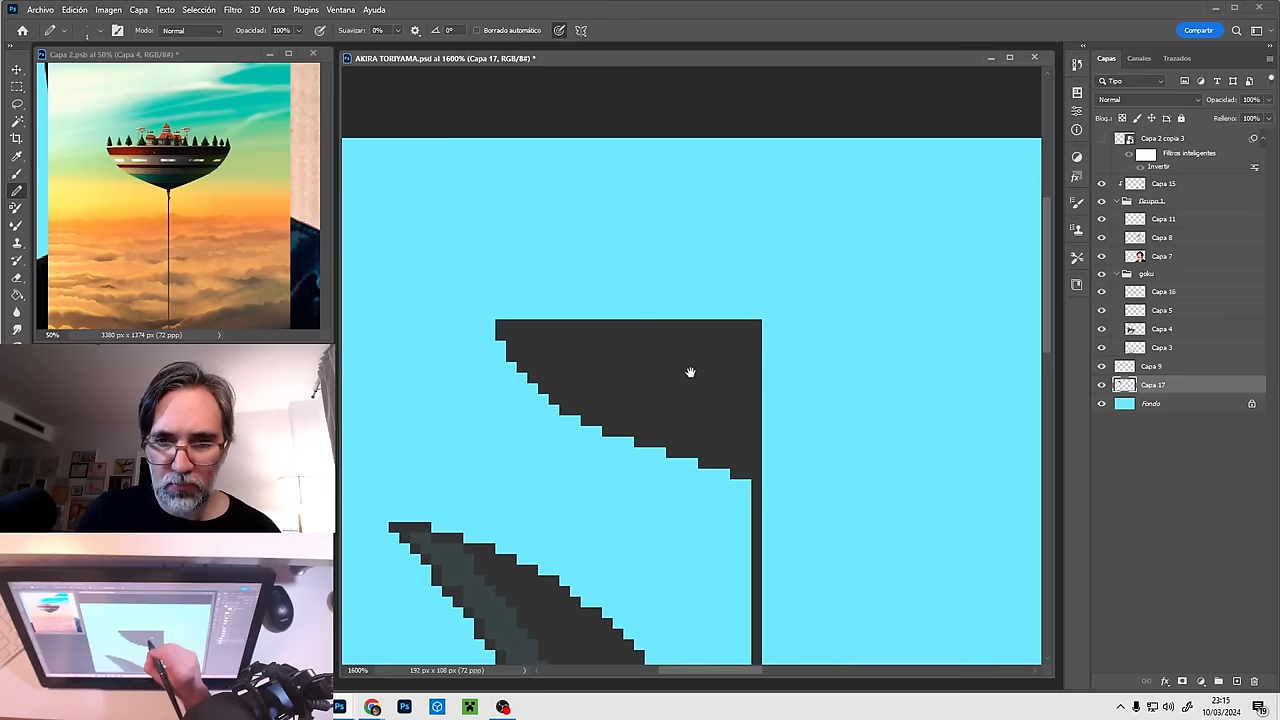 Archivo Edición Imagen Capa Texto Selección Filtro 3D Vista Plugins Ventana Ayuda
1 Modo: Normal Opacidad: 100% Suavizar: 0% 0° Borrado automático Compartir
Capa 2.psb al 50% (Capa 4, RGB/8#) *
AKIRA TORIYAMA.psd al 1600% (Capa 17, RGB/8#) *
Capas Canales Trazados
Tipo
Normal Opacidad: 100%
Bloq.: Relleno: 100%
Capa 2 copia 3
Filtros inteligentes
Invertir
Capa 15
Grupo 1
Capa 11
Capa 8
Capa 7
goku
Capa 16
Capa 5
Capa 4
Capa 3
Capa 9
Capa 17
Fondo
50% 3380 px x 1374 px (72 ppp)
1600% 192 px x 108 px (72 ppp)
23:15
10/03/2024